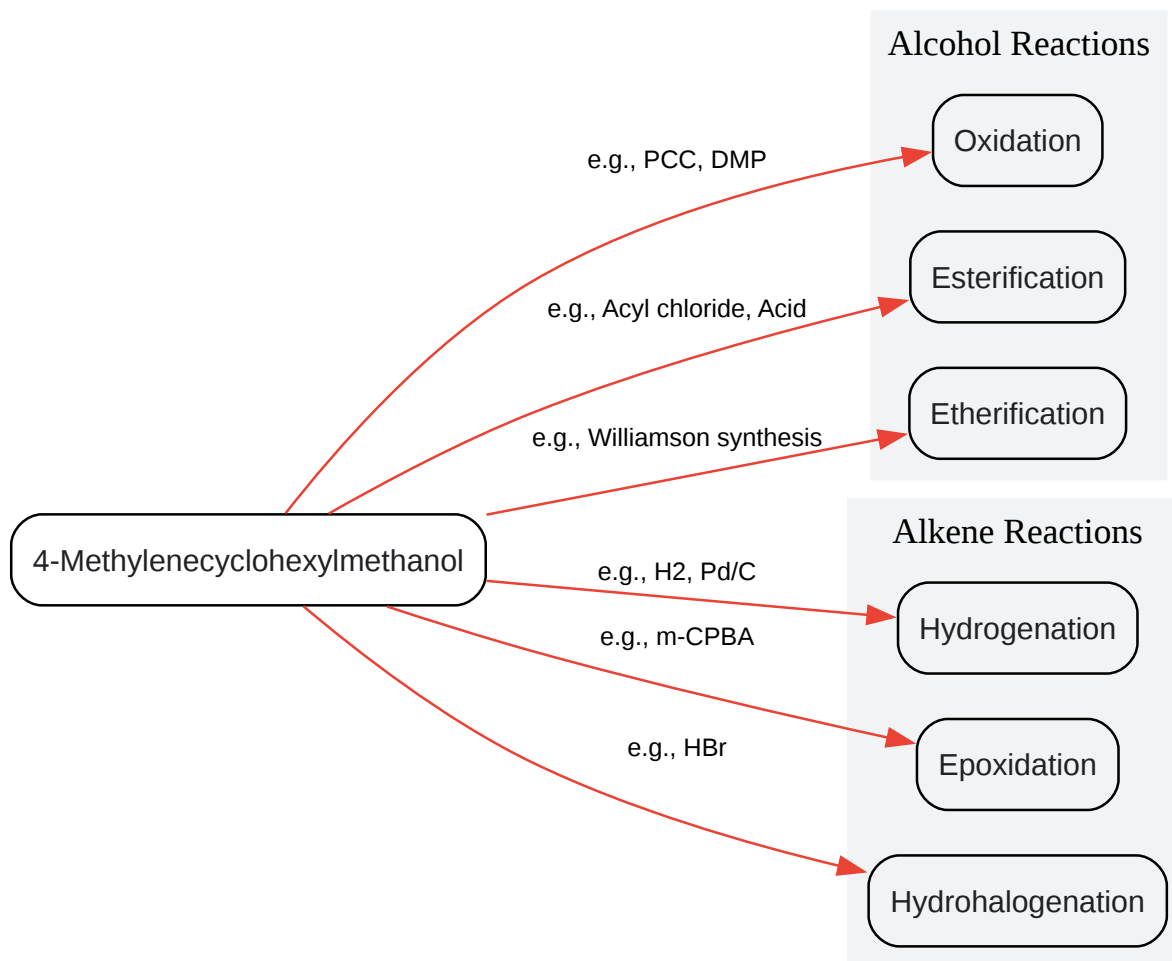 Alcohol Reactions
Oxidation
e.g., PCC, DMP
Esterification
e.g., Acyl chloride, Acid
Etherification
e.g., Williamson synthesis
4-Methylenecyclohexylmethanol
Alkene Reactions
e.g., H2, Pd/C
Hydrogenation
e.g., m-CPBA
Epoxidation
e.g., HBr
Hydrohalogenation